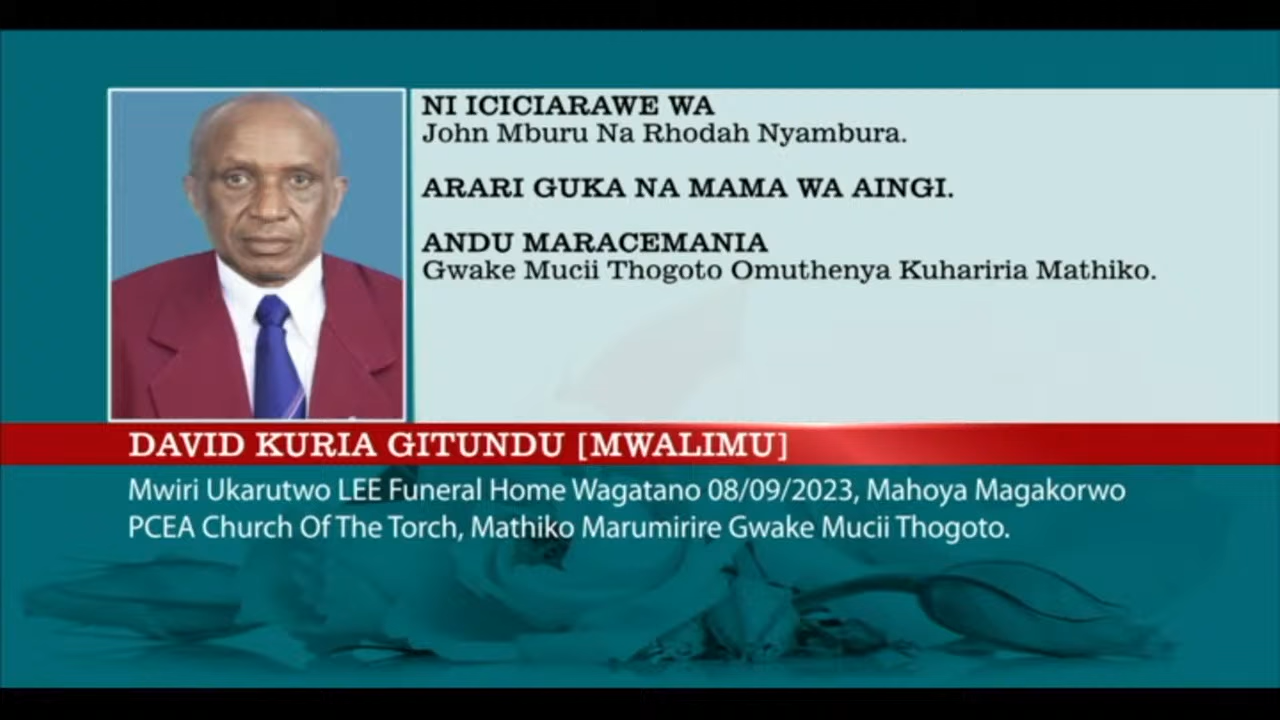 NI ICICIARAWE WA
John Mburu Na Rhodah Nyambura.
ARARI GUKA NA MAMA WA AINGI.
ANDU MARACEMANIA
Gwake Mucii Thogoto Omuthenya Kuhariria Mathiko.
DAVID KURIA GITUNDU [MWALIMU]
Mwiri Ukarutwo LEE Funeral Home Wagatano 08/09/2023, Mahoya Magakorwo
PCEA Church Of The Torch, Mathiko Marumirire Gwake Mucii Thogoto.